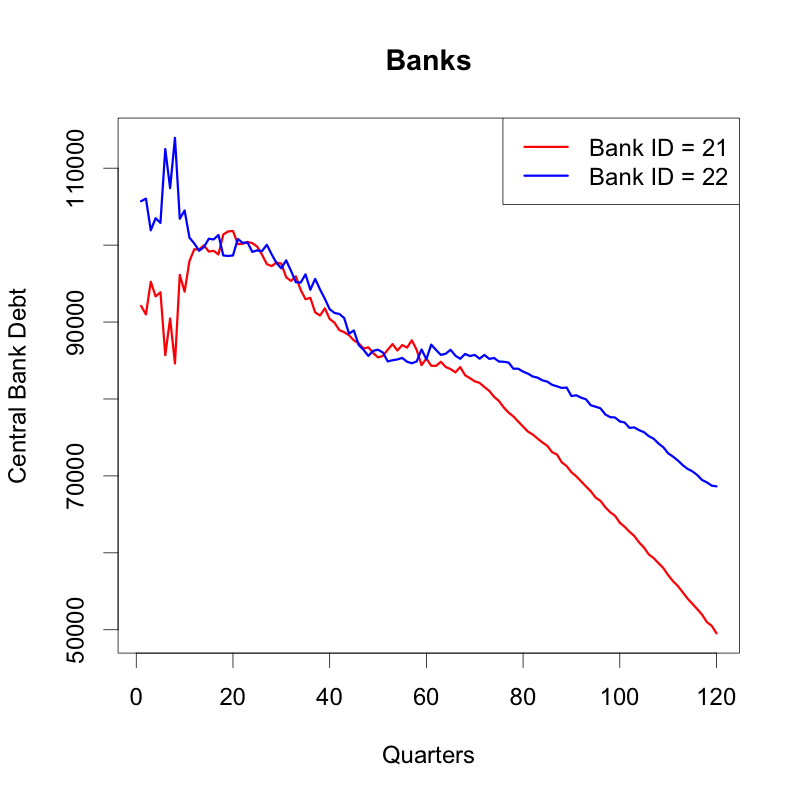 Banks
Bank ID = 21
Bank ID = 22
Central Bank Debt
110000
90000
70000
50000
0 20 40 60 80 100 120
Quarters